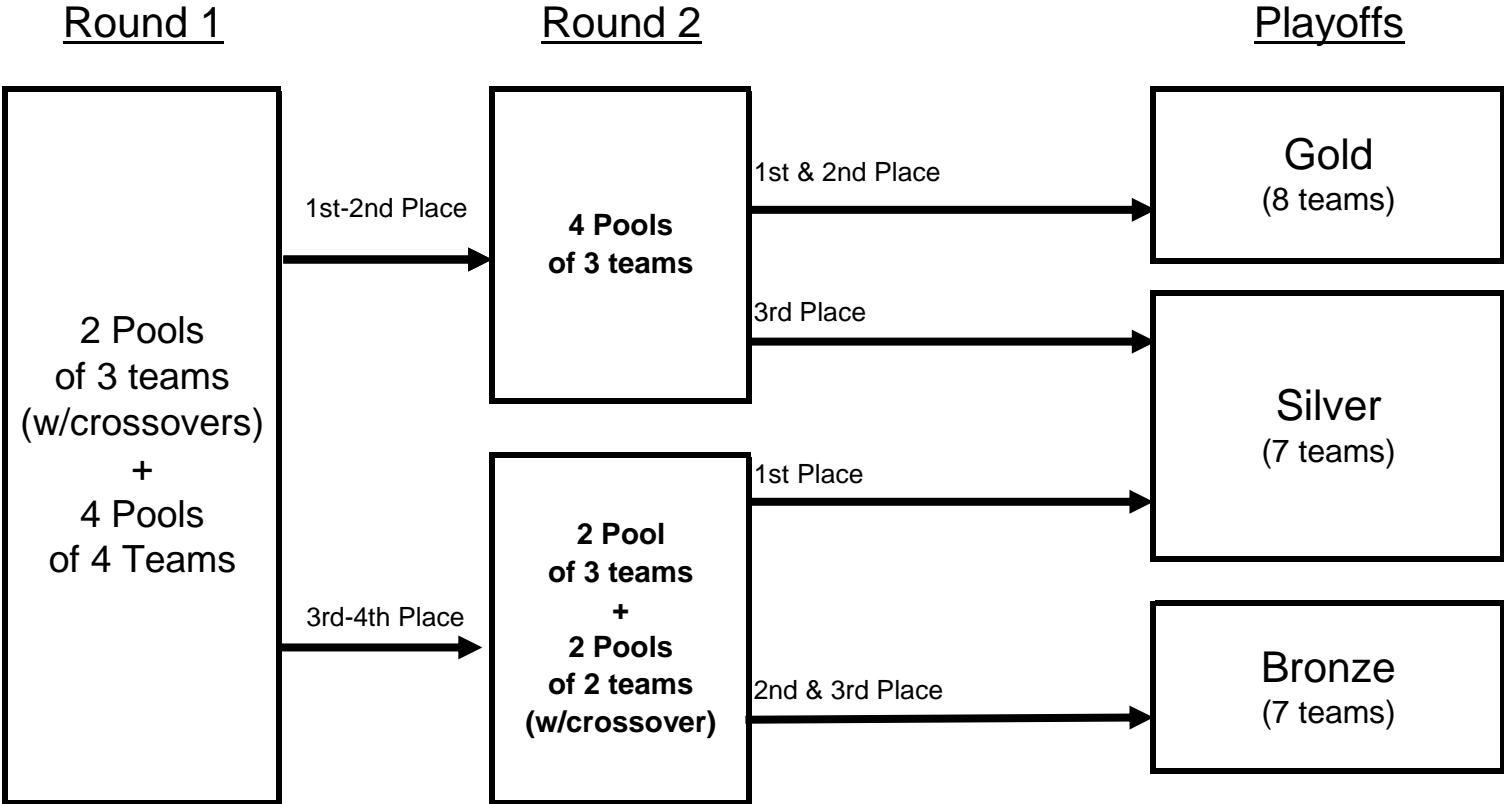 Round 1
Round 2
Playoffs
2 Pools
of 3 teams
(w/crossovers)
+
4 Pools
of 4 Teams
1st-2nd Place
3rd-4th Place
4 Pools
of 3 teams
2 Pool
of 3 teams
+
2 Pools
of 2 teams
(w/crossover)
1st & 2nd Place
3rd Place
1st Place
2nd & 3rd Place
Gold
(8 teams)
Silver
(7 teams)
Bronze
(7 teams)